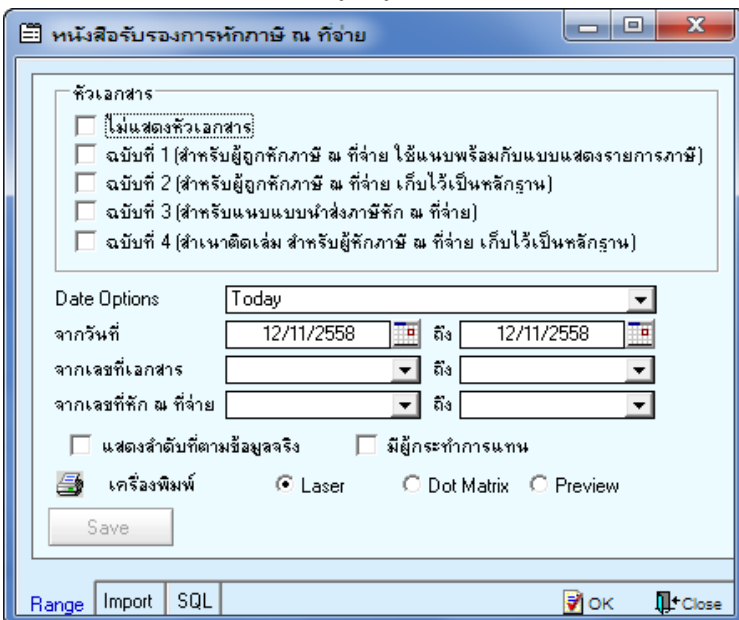 หนังสือรับรองการหักภาษี ณ ที่จ่าย
หัวเอกสาร
ไม่แสดงหัวเอกสาร
ฉบับที่ 1 (สำหรับผู้ถูกหักภาษี ณ ที่จ่าย ใช้แนบพร้อมกับแบบแสดงรายการภาษี)
ฉบับที่ 2 (สำหรับผู้ถูกหักภาษี ณ ที่จ่าย เก็บไว้เป็นหลักฐาน)
ฉบับที่ 3 (สำหรับแนบแบบนำส่งภาษีหัก ณ ที่จ่าย)
ฉบับที่ 4 (สำเนาติดเล่ม สำหรับผู้หักภาษี ณ ที่จ่าย เก็บไว้เป็นหลักฐาน)
Date Options Today
จากวันที่ 12/11/2558 ถึง 12/11/2558
จากเลขที่เอกสาร ถึง
จากเลขที่หัก ณ ที่จ่าย ถึง
แสดงลำดับที่ตามข้อมูลจริง มีผู้กระทำการแทน
เครื่องพิมพ์ Laser Dot Matrix Preview
Save
Range Import SQL OK Close